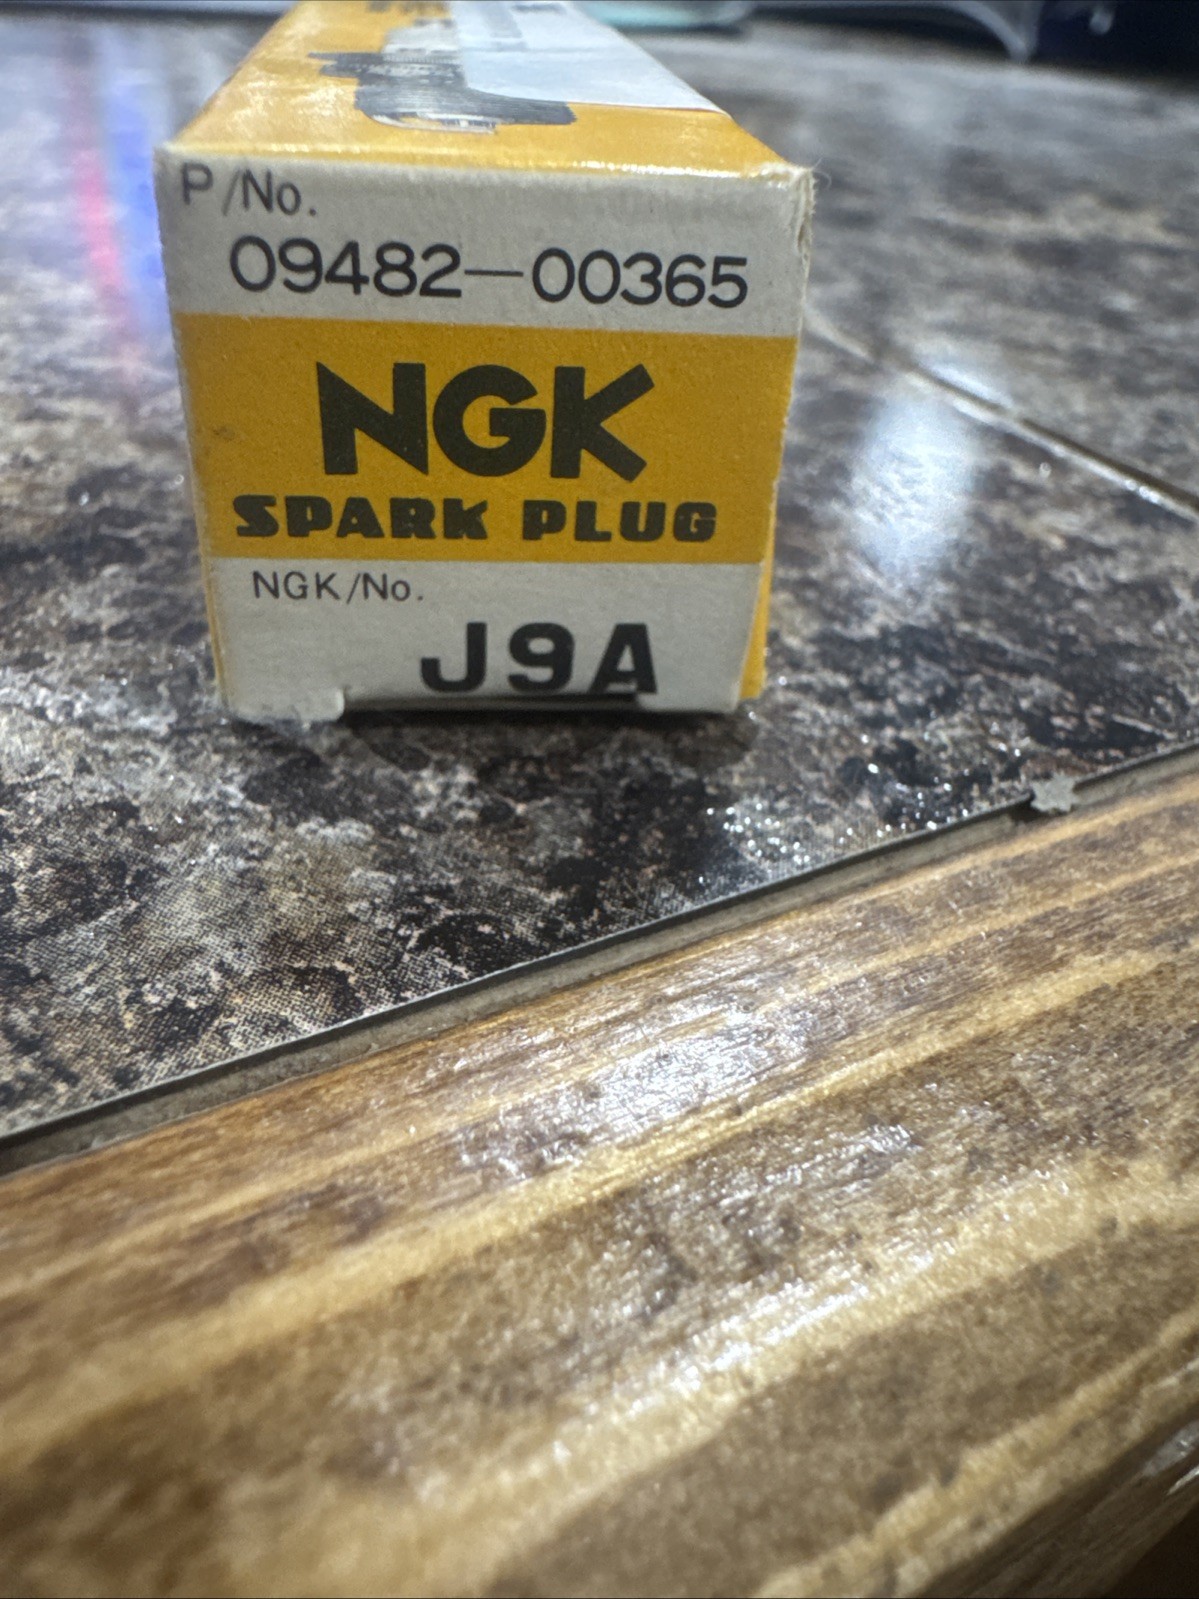 P/No.
09482-00365
NGK
SPARK PLUG
NGK/No.
J9A